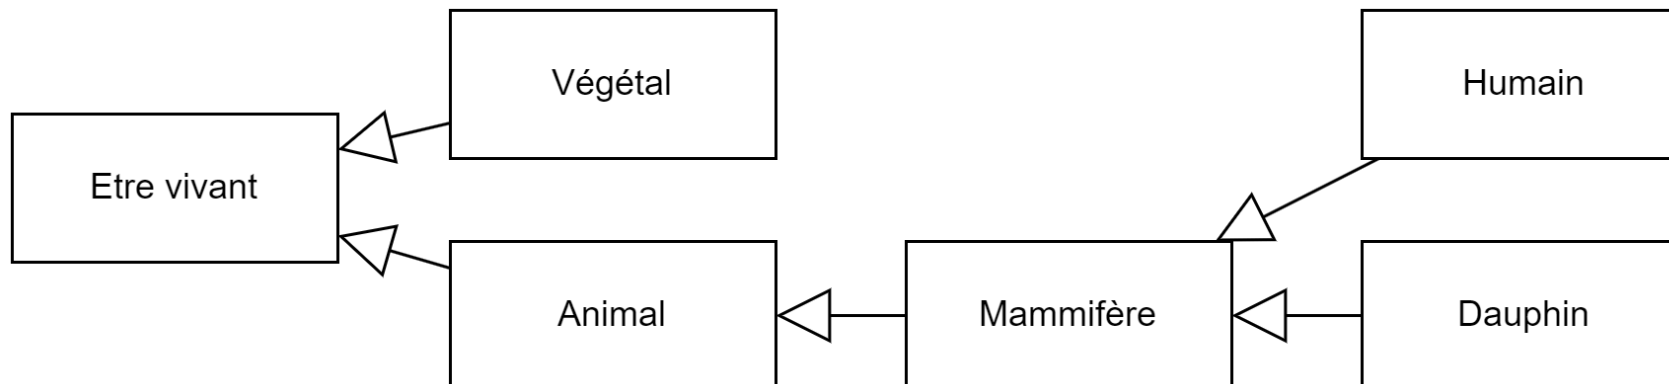 Végétal
Humain
Etre vivant
Animal
Mammifère
Dauphin